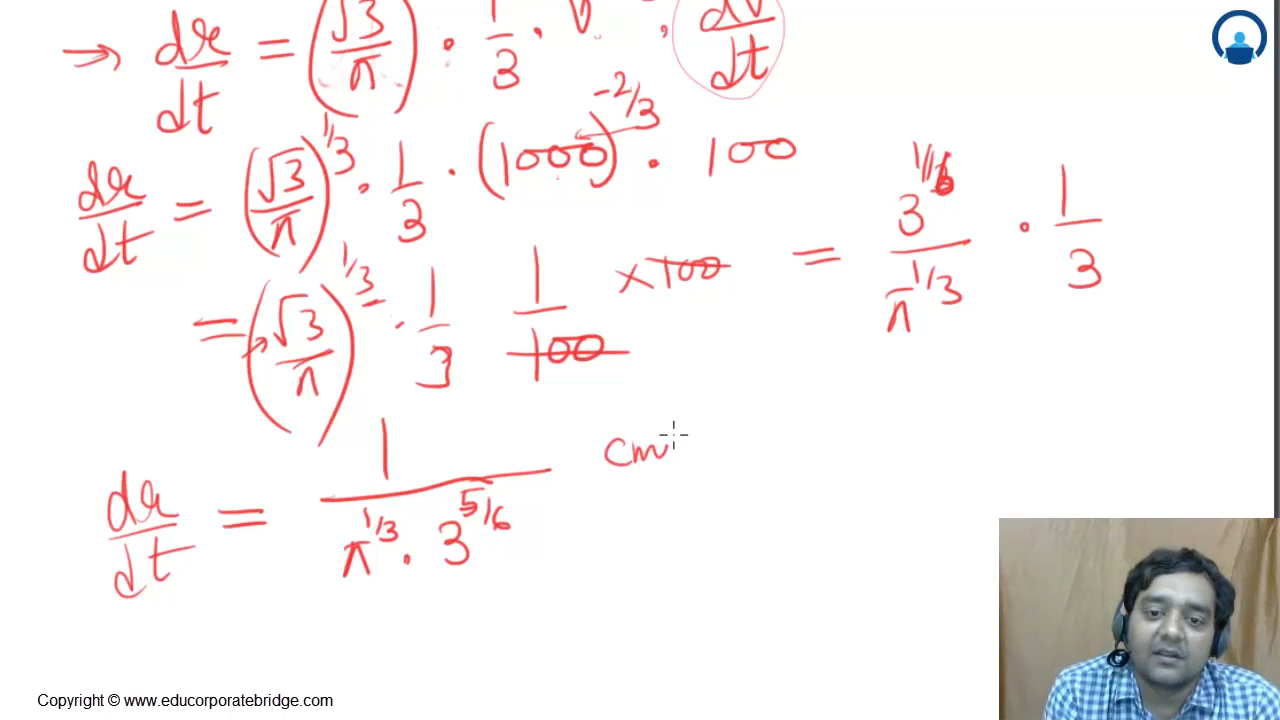 → dr/dt = (√3/π) · 1/3 · V · dv/dt
dr/dt = (√3/π)^1/3 · 1/3 · (1000)^-2/3 · 100
= (√3/π)^1/3 · 1/3 1/100 × 100 = 3^1/6 / π^1/3 · 1/3
dr/dt = 1 / π^1/3 · 3^5/6 cm
Copyright © www.educorporatebridge.com